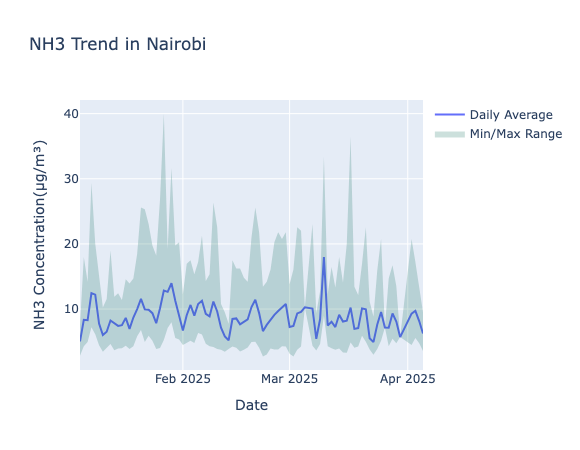 NH3 Trend in Nairobi
Daily Average
Min/Max Range
NH3 Concentration(µg/m³)
40
30
20
10
Feb 2025
Mar 2025
Apr 2025
Date